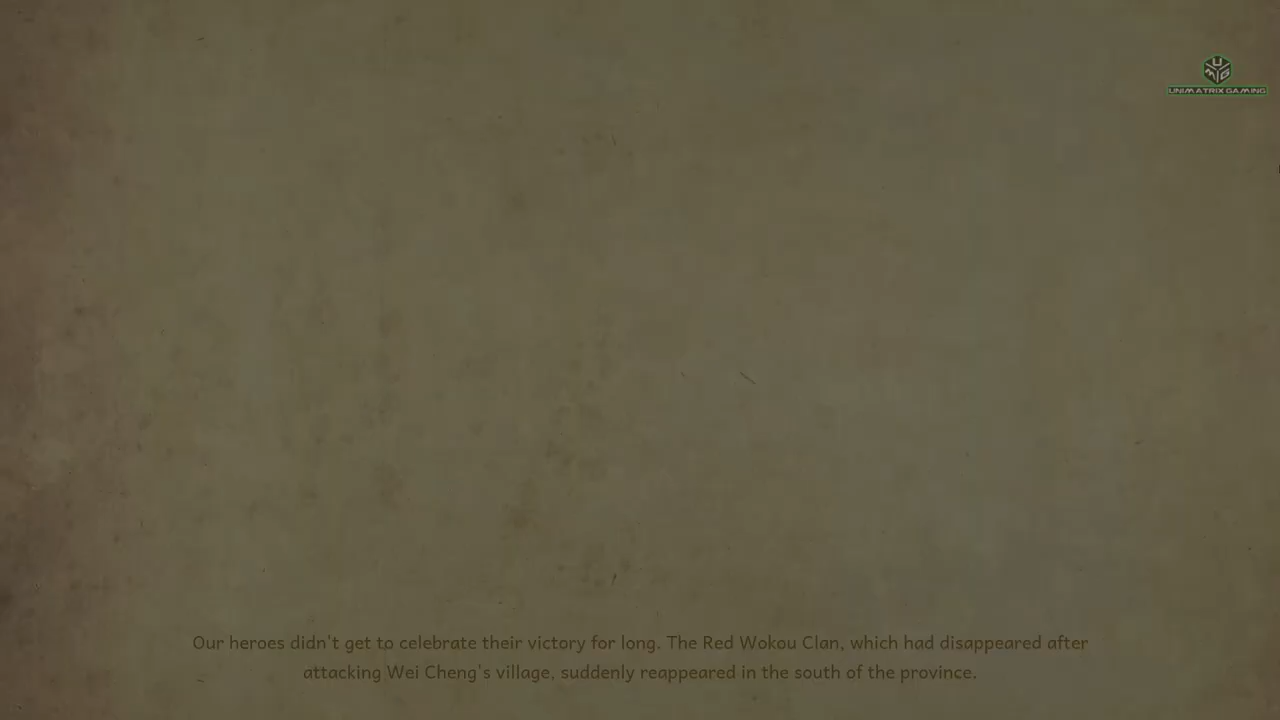 UMG
UNIMATRIX GAMING
Our heroes didn't get to celebrate their victory for long. The Red Wokou Clan, which had disappeared after
attacking Wei Cheng's village, suddenly reappeared in the south of the province.